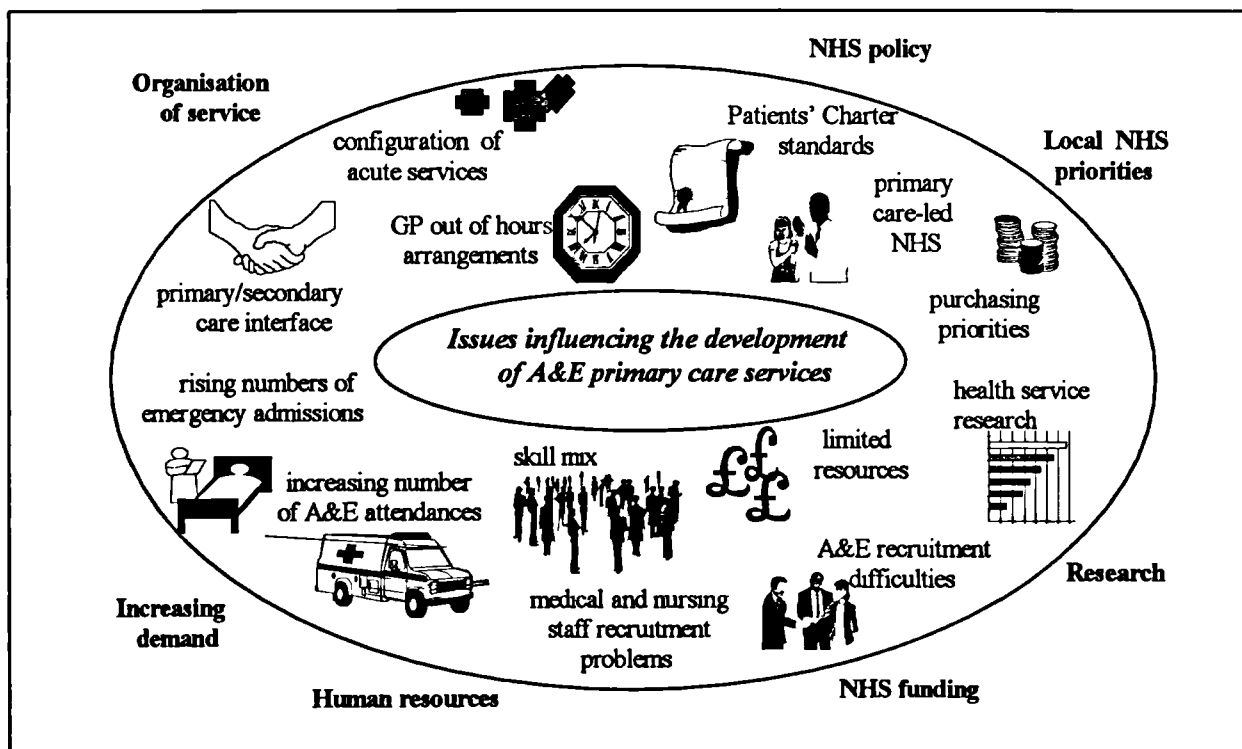 NHS policy
Organisation
of service
Patients' Charter
standards
configuration of
acute services
Local NHS
priorities
primary
care-led
NHS
GP out of hours
arrangements
primary/secondary
care interface
purchasing
priorities
Issues influencing the development
of A&E primary care services
rising numbers of
emergency admissions
health service
research
limited
resources
skill mix
increasing number
of A&E attendances
£££
A&E recruitment
difficulties
Research
Increasing
demand
medical and nursing
staff recruitment
problems
Human resources
NHS funding